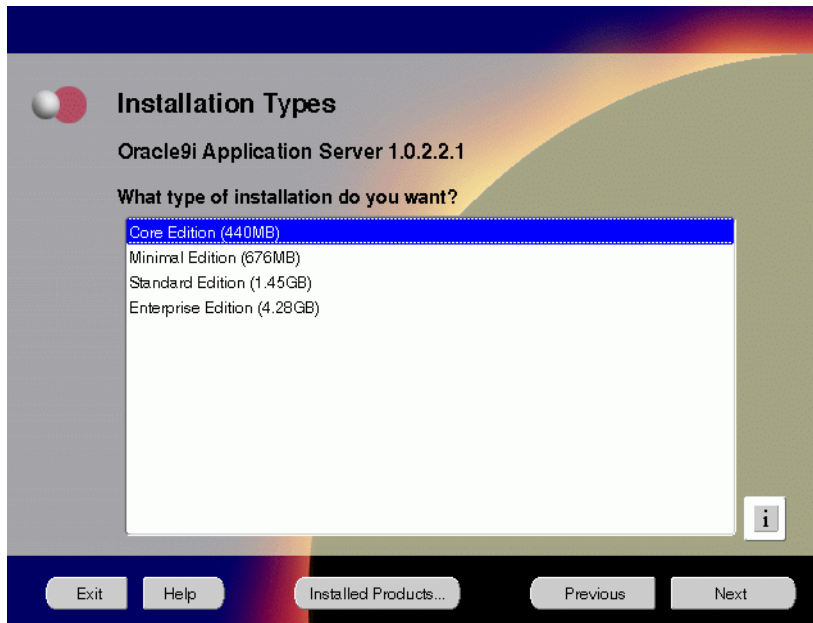 Installation Types
Oracle9i Application Server 1.0.2.2.1
What type of installation do you want?
Core Edition (440MB)
Minimal Edition (676MB)
Standard Edition (1.45GB)
Enterprise Edition (4.28GB)
i
Exit Help Installed Products... Previous Next